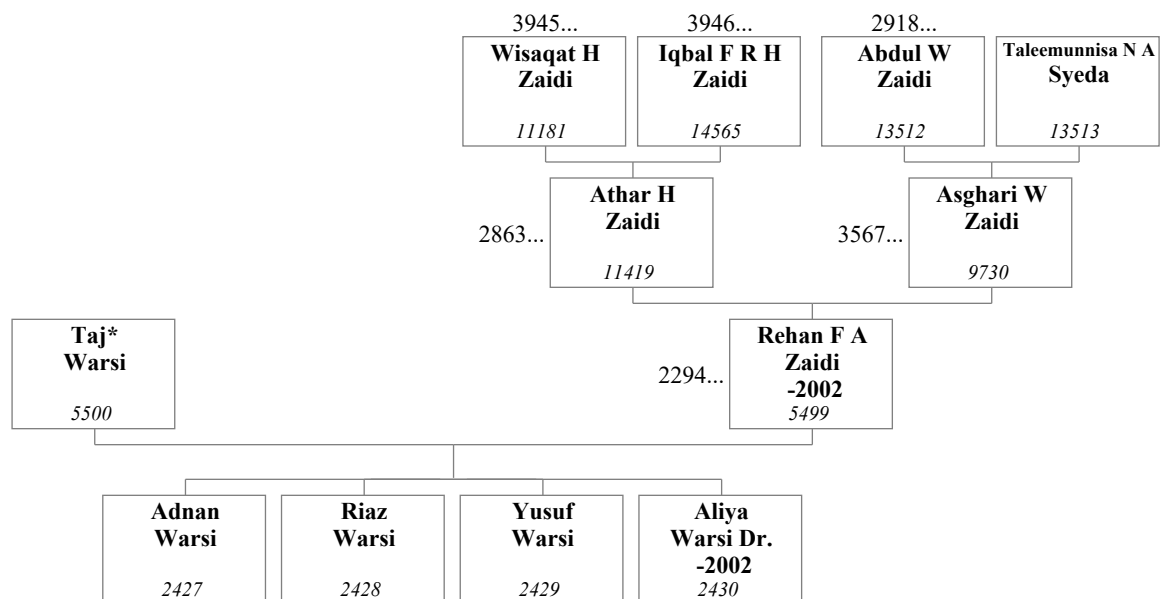 3945...
3946...
2918...
Wisaqat H
Zaidi
11181
Iqbal F R H
Zaidi
14565
Abdul W
Zaidi
13512
Taleemunnisa N A
Syeda
13513
2863...
Athar H
Zaidi
11419
3567...
Asghari W
Zaidi
9730
Taj*
Warsi
5500
2294...
Rehan F A
Zaidi
-2002
5499
Adnan
Warsi
2427
Riaz
Warsi
2428
Yusuf
Warsi
2429
Aliya
Warsi Dr.
-2002
2430